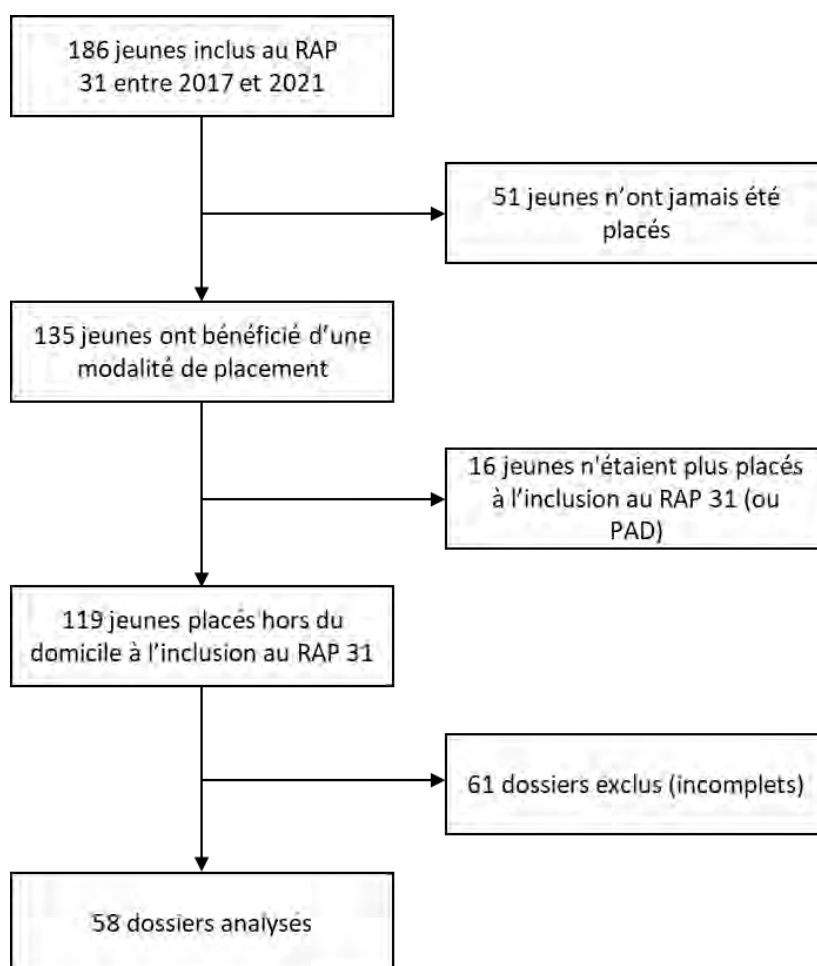 186 jeunes inclus au RAP
31 entre 2017 et 2021
51 jeunes n’ont jamais été
placés
135 jeunes ont bénéficié d’une
modalité de placement
16 jeunes n'étaient plus placés
à l’inclusion au RAP 31 (ou
PAD)
119 jeunes placés hors du
domicile à l’inclusion au RAP 31
61 dossiers exclus (incomplets)
58 dossiers analysés